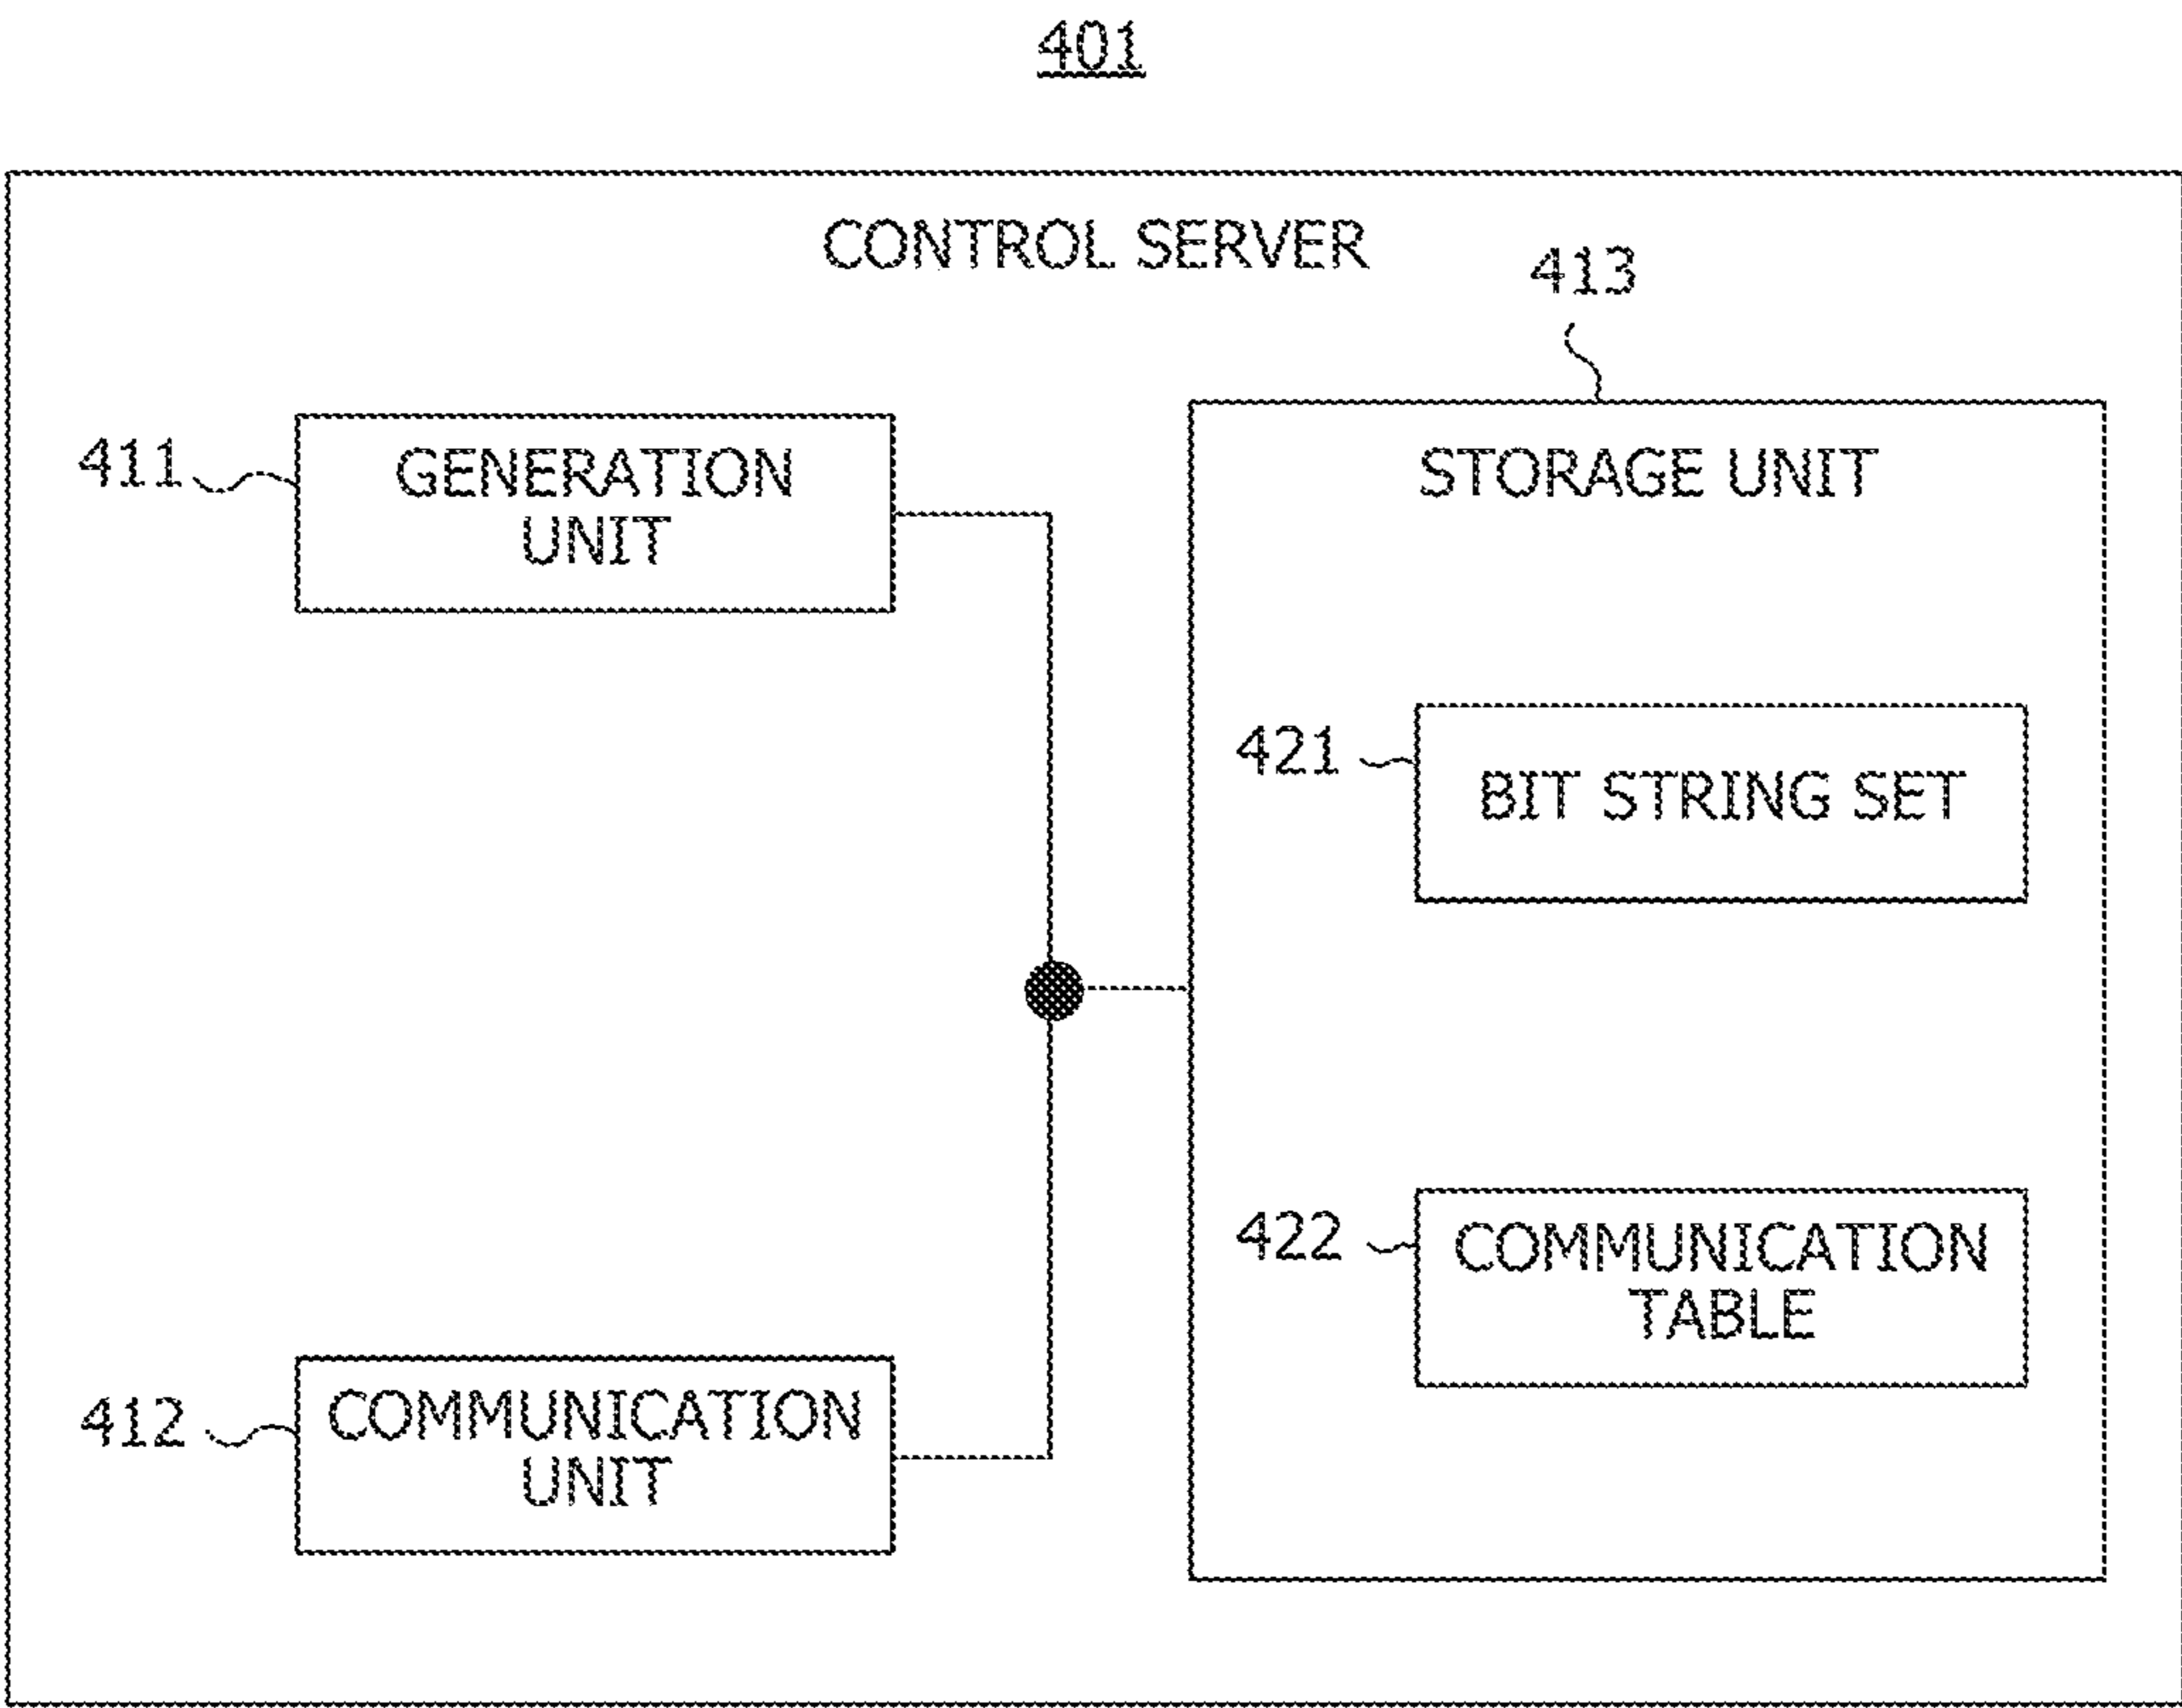 401
CONTROL SERVER
413
411
GENERATION
UNIT
STORAGE UNIT
421
BIT STRING SET
422
COMMUNICATION
TABLE
412
COMMUNICATION
UNIT